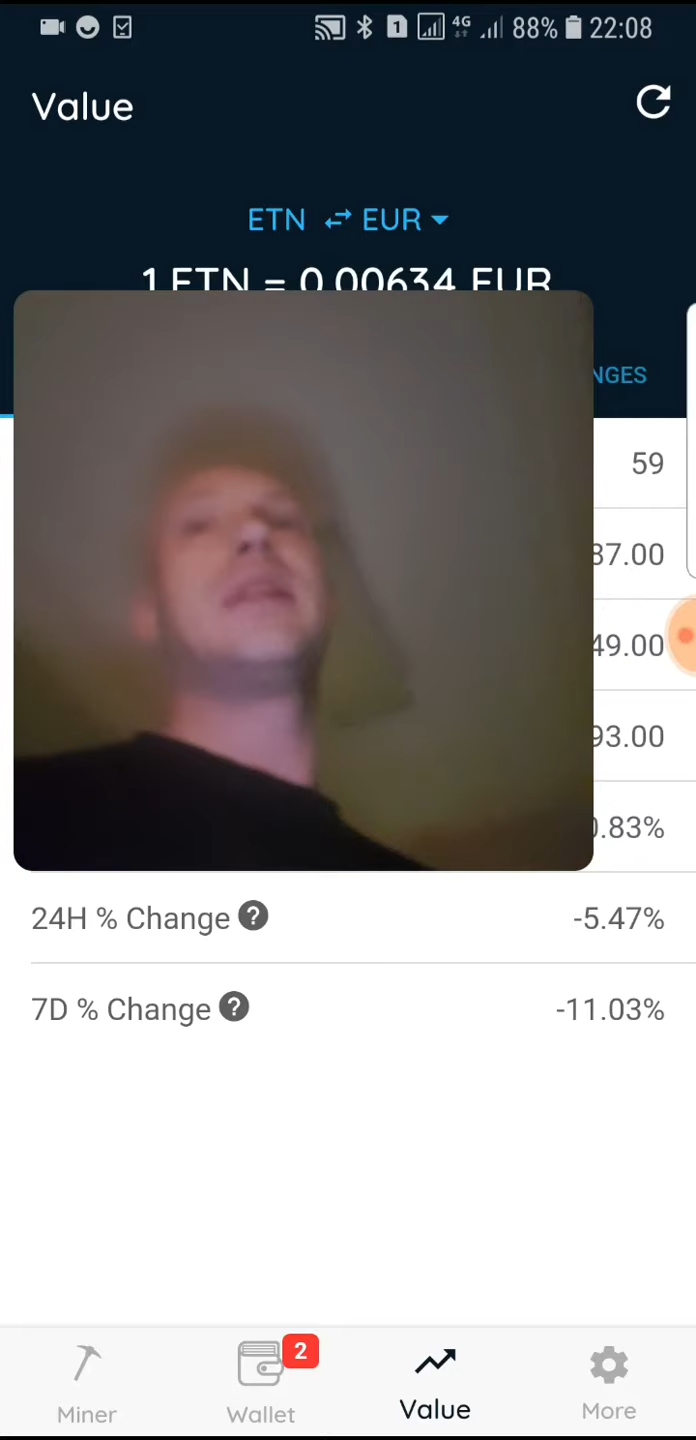 1 4G 88% 22:08
Value
ETN EUR
1 ETN = 0.00634 EUR
NGES
59
87.00
49.00
93.00
.83%
24H % Change ? -5.47%
7D % Change ? -11.03%
2
Miner Wallet Value More